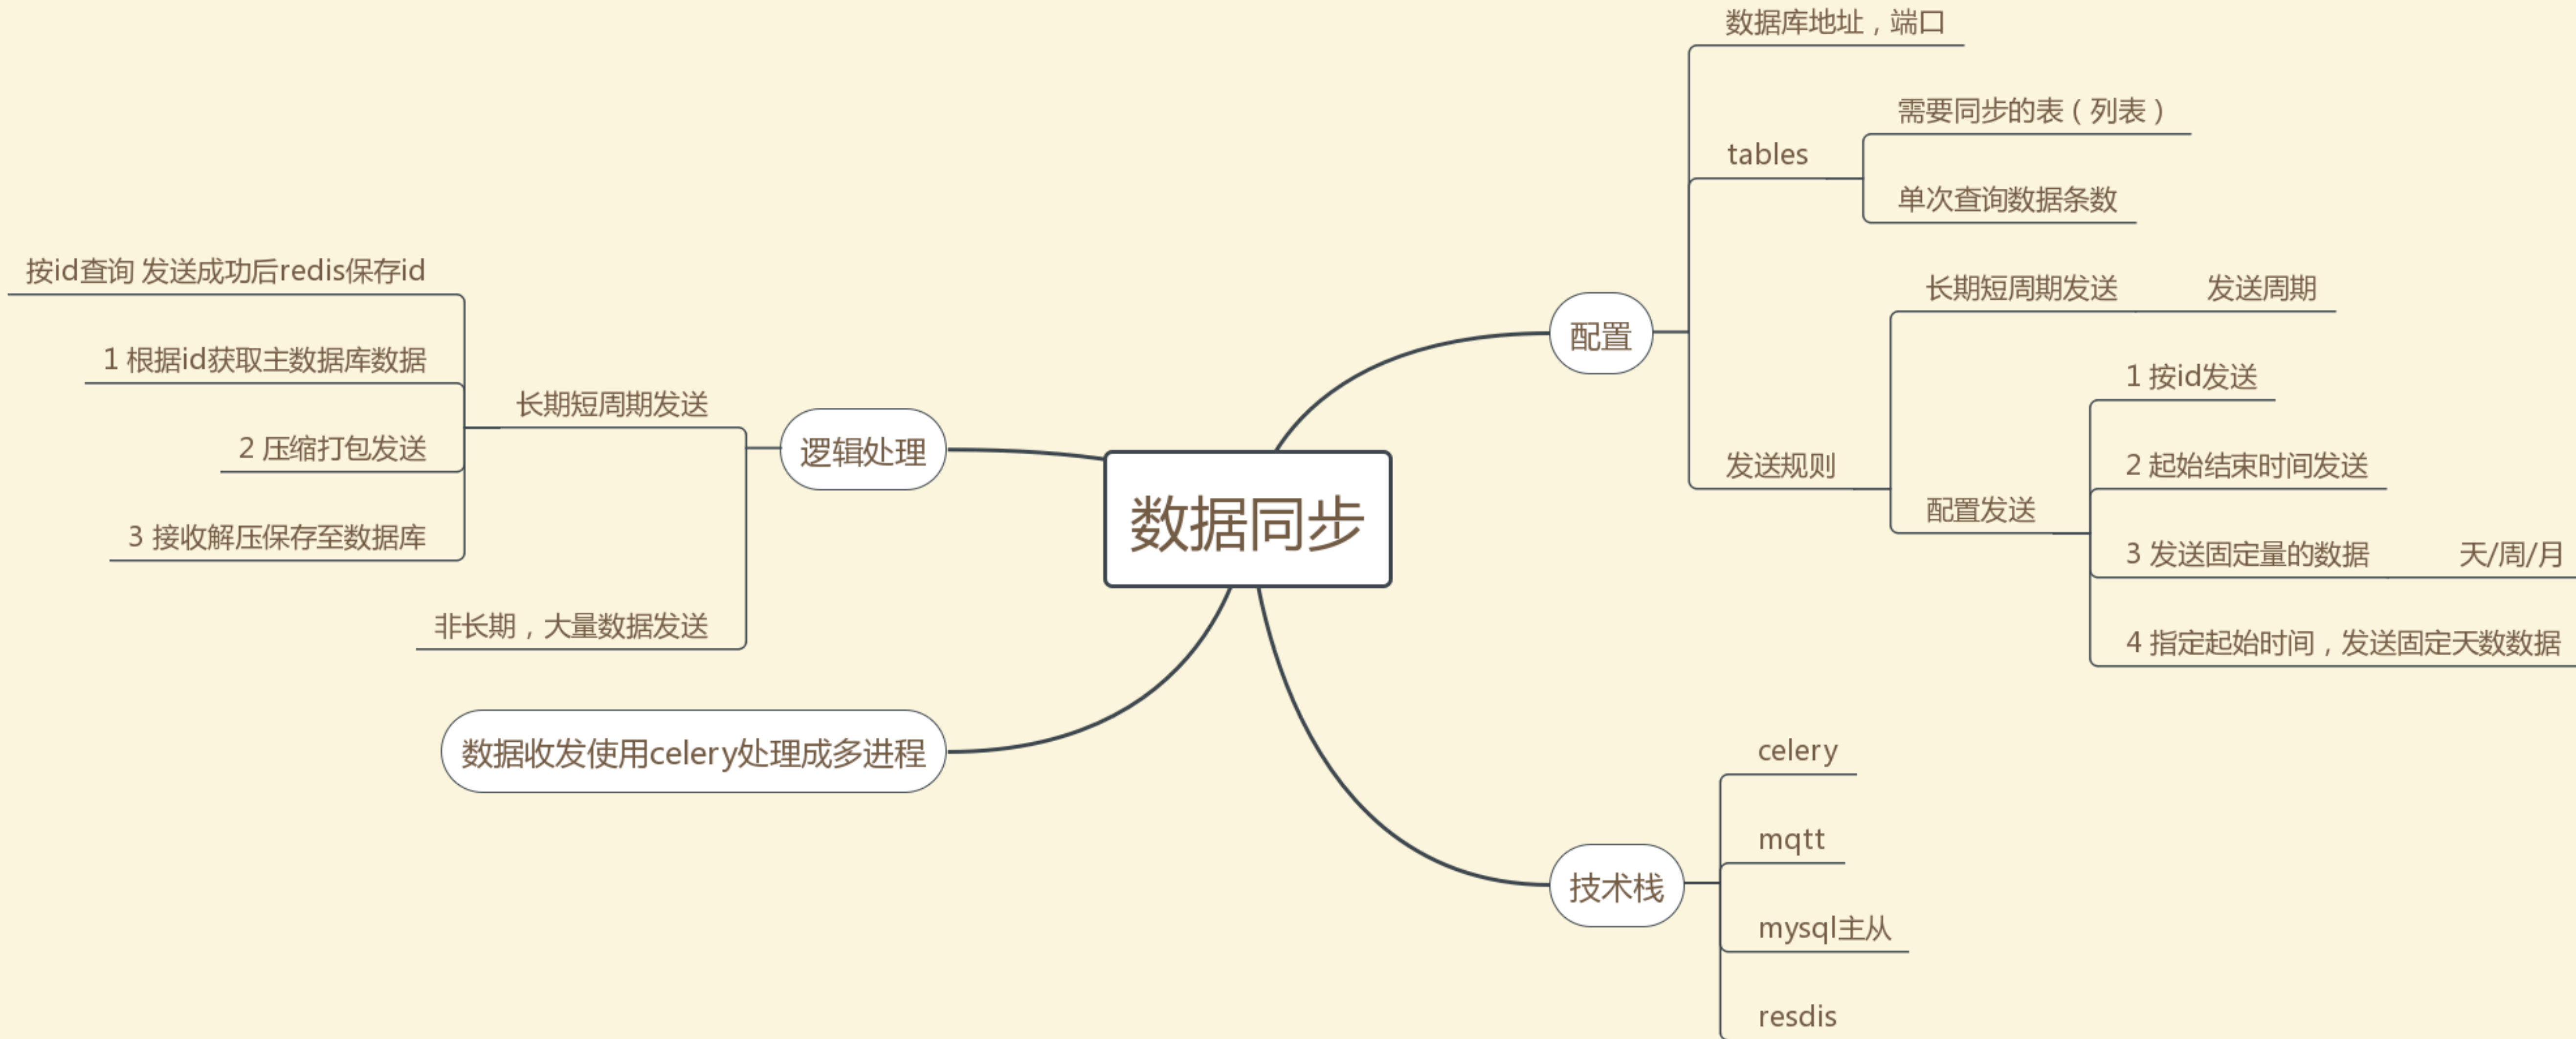 数据同步
配置
数据库地址，端口
tables
需要同步的表（列表）
单次查询数据条数
发送规则
长期短周期发送
发送周期
配置发送
1 按id发送
2 起始结束时间发送
3 发送固定量的数据
天/周/月
4 指定起始时间，发送固定天数数据
技术栈
celery
mqtt
mysql主从
resdis
逻辑处理
长期短周期发送
按id查询 发送成功后redis保存id
1 根据id获取主数据库数据
2 压缩打包发送
3 接收解压保存至数据库
非长期，大量数据发送
数据收发使用celery处理成多进程